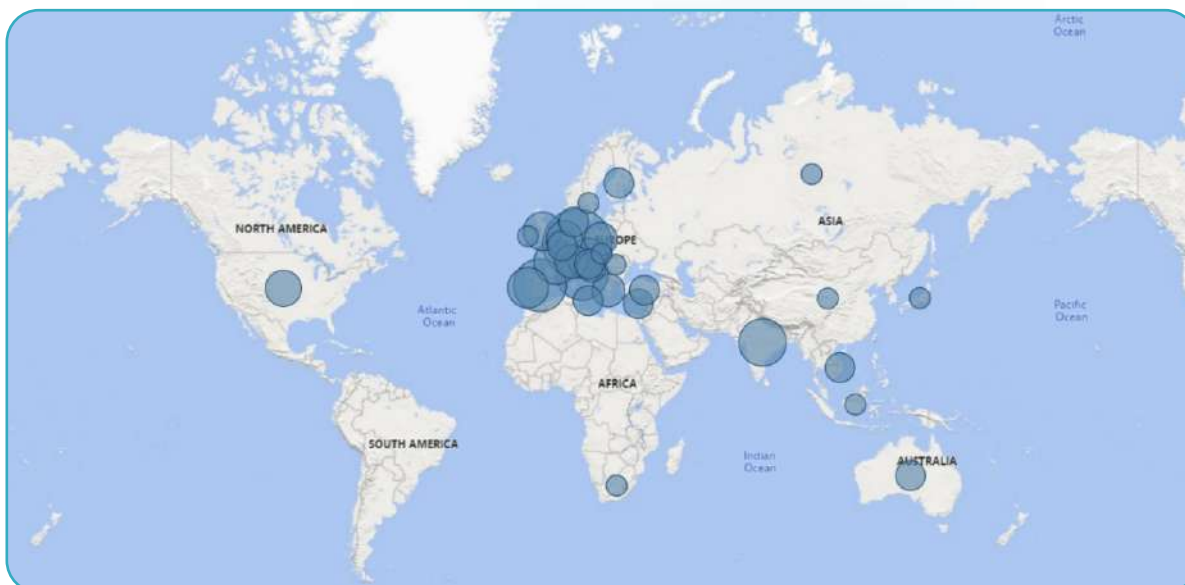 Arctic
Ocean
NORTH AMERICA
OPE
ASIA
Atlantic
Ocean
Pacific
Ocean
AFRICA
SOUTH AMERICA
Indian
Ocean
AUSTRALIA